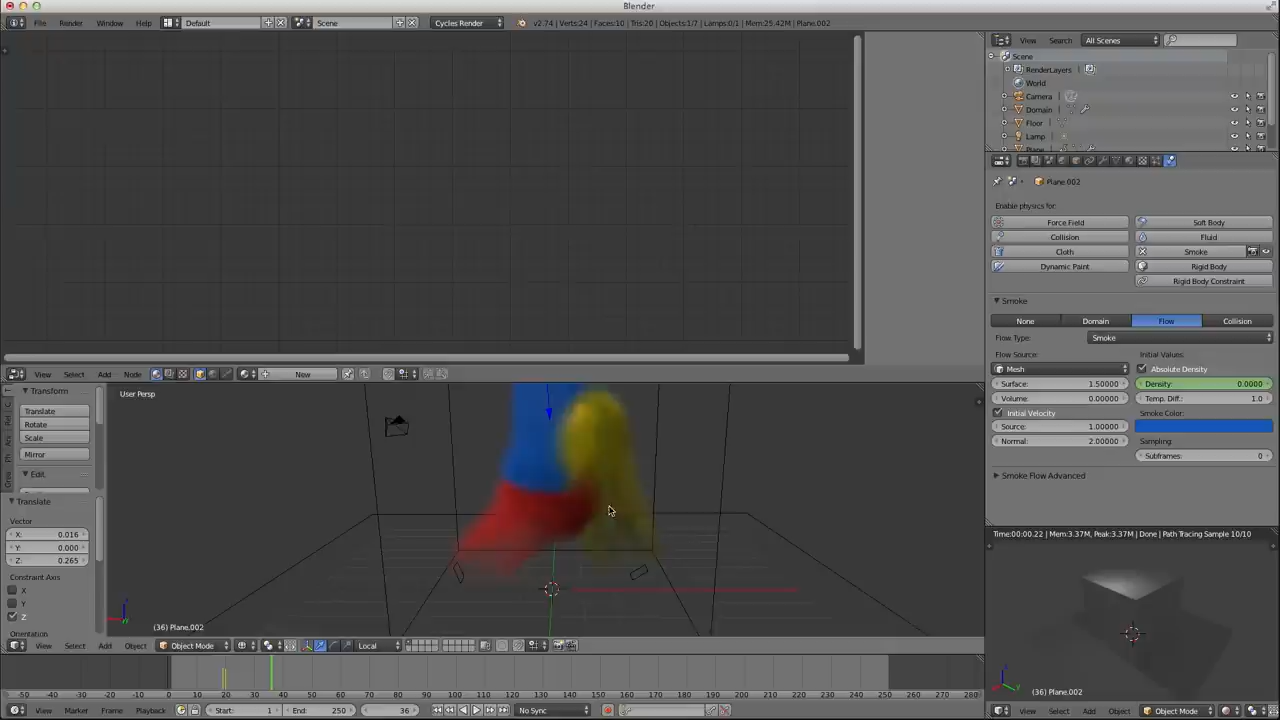 Blender
File Render Window Help Default Scene Cycles Render v2.74 | Verts:24 | Faces:10 | Tris:20 | Objects:1/7 | Lamps:0/1 | Mem:25.42M | Plane.002
View Search All Scenes
Scene
RenderLayers
World
Camera
Domain
Floor
Lamp
Plane
Plane.002
Enable physics for:
Force Field Soft Body
Collision Fluid
Cloth Smoke
Dynamic Paint Rigid Body
Rigid Body Constraint
Smoke
None Domain Flow Collision
Flow Type: Smoke
Flow Source: Initial Values:
Mesh Absolute Density
Surface: 1.50000 Density: 0.0000
Volume: 0.00000 Temp. Diff.: 1.0
Initial Velocity Smoke Color:
Source: 1.00000
Normal: 2.00000 Sampling:
Subframes: 0
Smoke Flow Advanced
View Select Add Node New
Transform
Translate
Rotate
Scale
Mirror
Edit.
Translate
Vector
X: 0.016
Y: 0.000
Z: 0.265
Constraint Axis
X
Y
Z
Orientation
User Persp
(36) Plane.002
View Select Add Object Object Mode Local
Time:00:00.22 | Mem:3.37M, Peak:3.37M | Done | Path Tracing Sample 10/10
(36) Plane.002
-50 -40 -30 -20 -10 0 10 20 30 40 50 60 70 80 90 100 110 120 130 140 150 160 170 180 190 200 210 220 230 240 250 260 270 280
View Marker Frame Playback Start: 1 End: 250 36 No Sync
View Select Add Object Object Mode